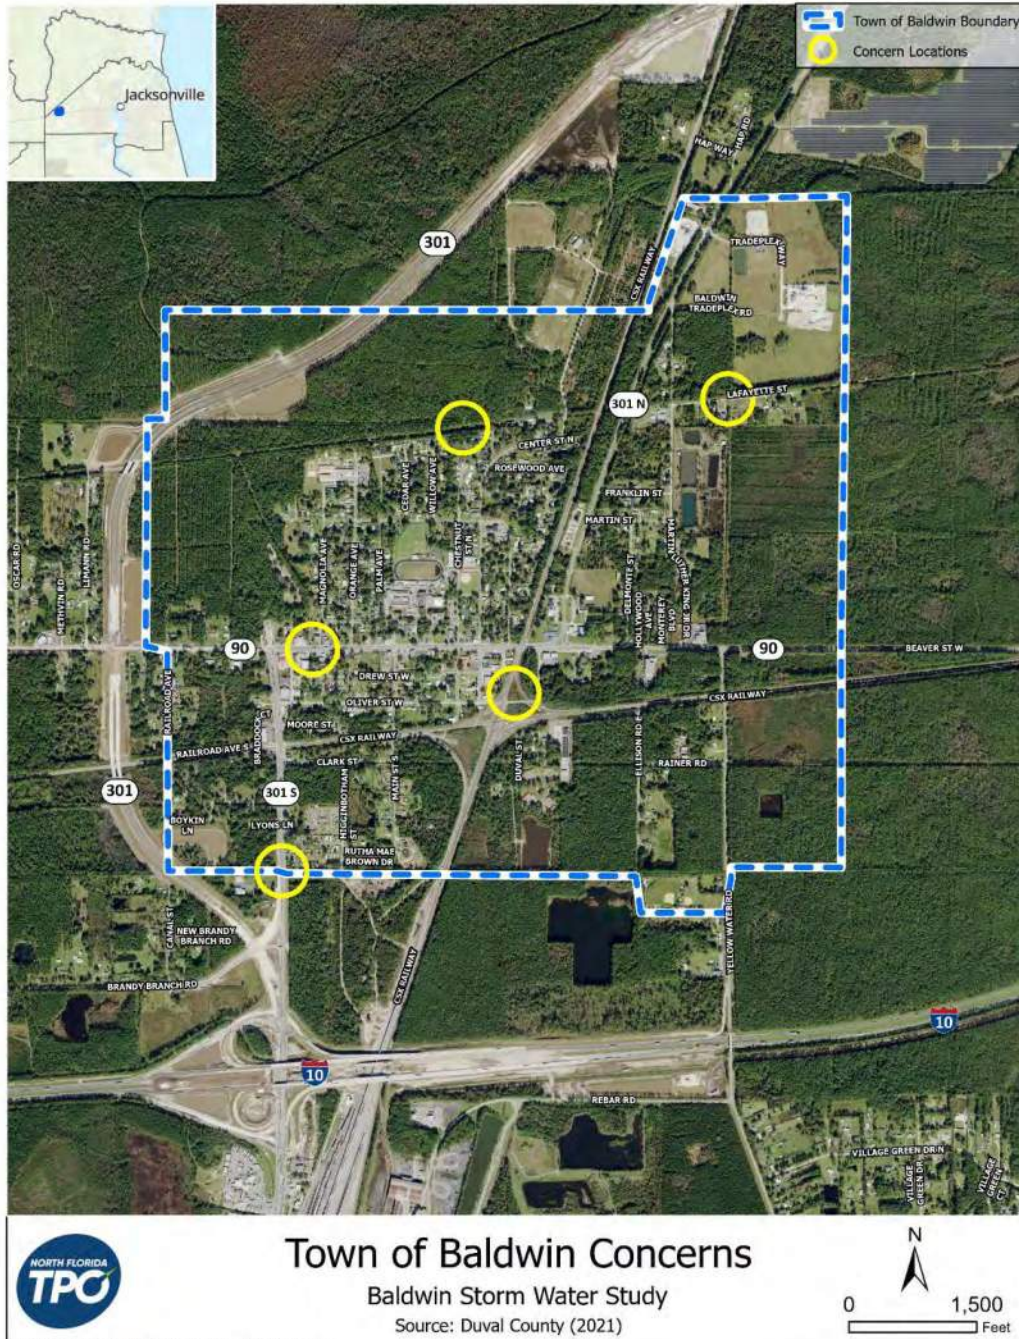 Town of Baldwin Boundary
Concern Locations
Jacksonville
HAP WAY
HAP RD
301
CSX RAILWAY
TRADEPLEX WAY
BALDWIN
TRADEPLEX RD
LAFAYETTE ST
301 N
CENTER ST N
ROSEWOOD AVE
CEDAR AVE
WILLOW AVE
FRANKLIN ST
MARTIN ST
CHESTNUT
ST N
MAGNOLIA AVE
ORANGE AVE
PALM AVE
OSCAR RD
METHVIN RD
LIMANN RD
DELMONTE ST
HOLLYWOOD
AVE
MONTEREY
BLVD
MARTIN LUTHER KING JR DR
90
90
BEAVER ST W
DREW ST W
OLIVER ST W
RAILROAD AVE
BRADDOCK CT
MOORE ST
CSX RAILWAY
CSX RAILWAY
RAILROAD AVE S
CLARK ST
MAIN ST S
DUVAL ST
ELLISON RD E
RAINER RD
301
301 S
HIGGINBOTHAM
ST
BOYKIN
LN
LYONS LN
RUTHA MAE
BROWN DR
CANAL ST
NEW BRANDY
BRANCH RD
YELLOW WATER RD
BRANDY BRANCH RD
CSX RAILWAY
10
10
REBAR RD
VILLAGE GREEN DR N
VILLAGE
GREEN DR
VILLAGE
GREEN CT
NORTH FLORIDA
TPO
Town of Baldwin Concerns
Baldwin Storm Water Study
Source: Duval County (2021)
N
0 1,500
Feet